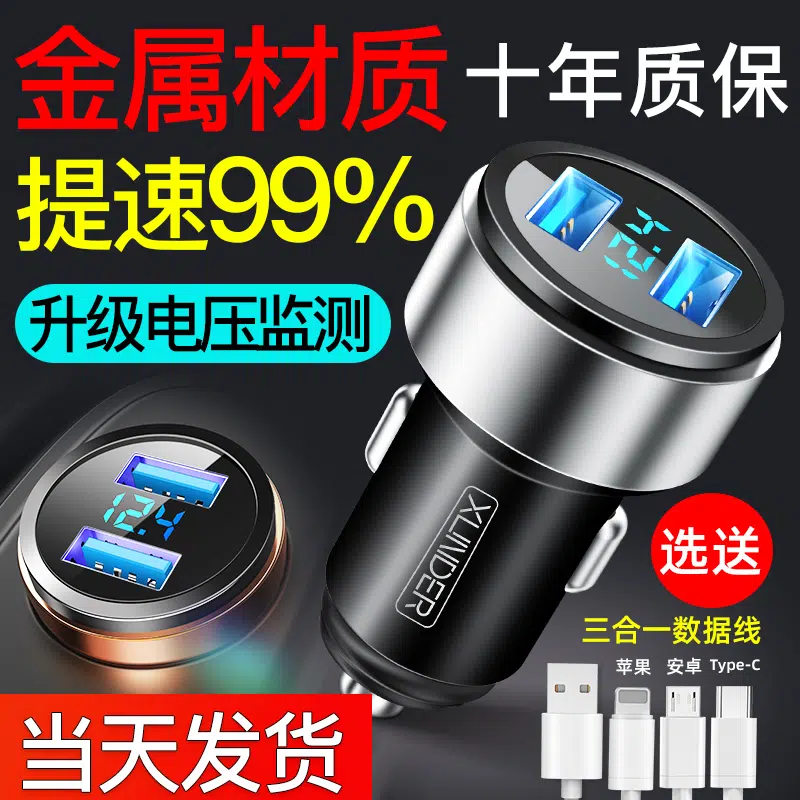 金属材质
十年质保
提速99%
升级电压监测
12.4
12.4
XLINDER
选送
三合一数据线
苹果 安卓 Type-C
当天发货